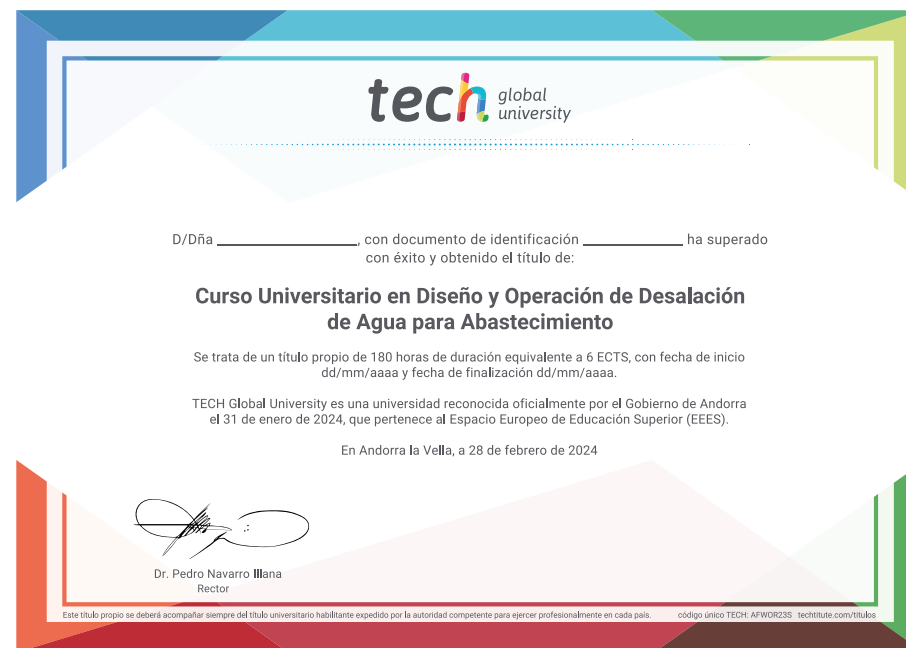 tech global university
D/Dña ____________________, con documento de identificación ______________ ha superado
con éxito y obtenido el título de:
Curso Universitario en Diseño y Operación de Desalación
de Agua para Abastecimiento
Se trata de un título propio de 180 horas de duración equivalente a 6 ECTS, con fecha de inicio
dd/mm/aaaa y fecha de finalización dd/mm/aaaa.
TECH Global University es una universidad reconocida oficialmente por el Gobierno de Andorra
el 31 de enero de 2024, que pertenece al Espacio Europeo de Educación Superior (EEES).
En Andorra la Vella, a 28 de febrero de 2024
Dr. Pedro Navarro Illana
Rector
Este título propio se deberá acompañar siempre del título universitario habilitante expedido por la autoridad competente para ejercer profesionalmente en cada país. código único TECH: AFWOR23S techtitute.com/titulos